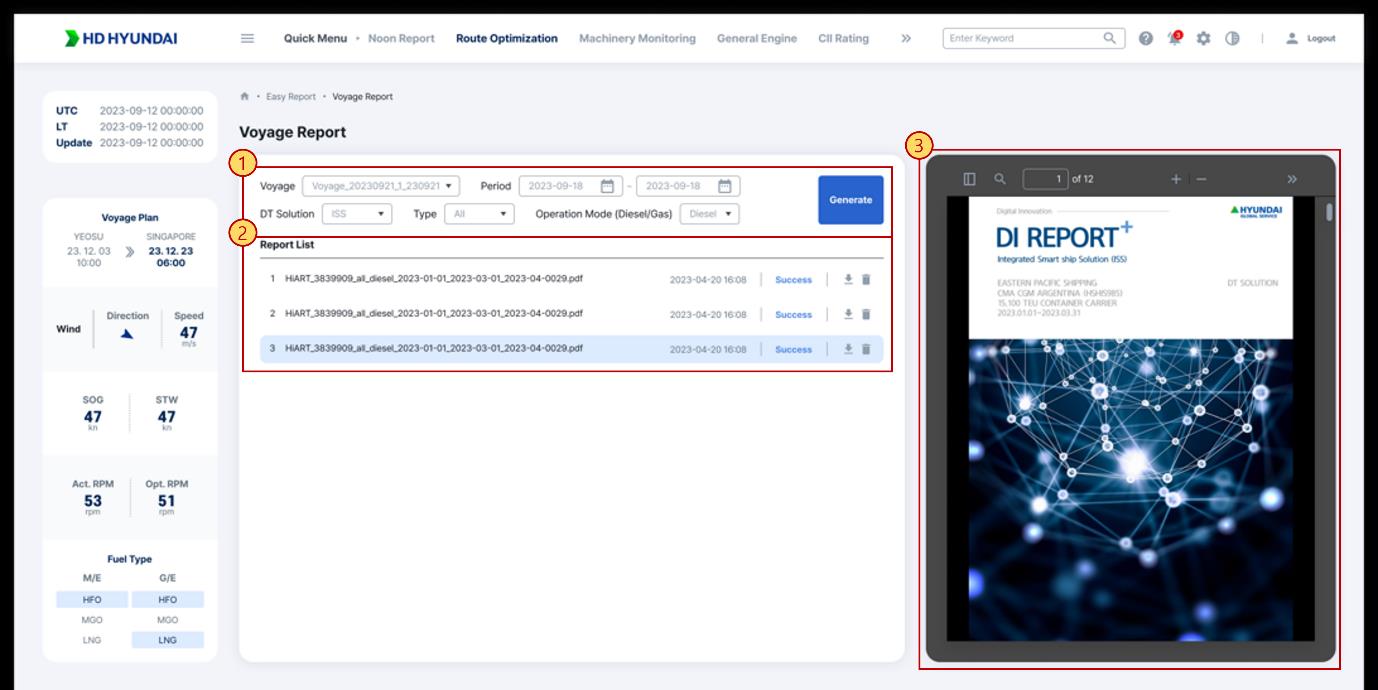 HD HYUNDAI
Quick Menu • Noon Report Route Optimization Machinery Monitoring General Engine CII Rating » Enter Keyword 3 Logout
UTC 2023-09-12 00:00:00
LT 2023-09-12 00:00:00
Update 2023-09-12 00:00:00
• Easy Report • Voyage Report
Voyage Report
Voyage Plan
YEOSU SINGAPORE
23. 12. 03 » 23. 12. 23
10:00 06:00
Wind Direction Speed
47
m/s
SOG STW
47 47
kn kn
Act. RPM Opt. RPM
53 51
rpm rpm
Fuel Type
M/E G/E
HFO HFO
MGO MGO
LNG LNG
1
Voyage Voyage_20230921_1_230921 Period 2023-09-18 ~ 2023-09-18
DT Solution ISS Type All Operation Mode (Diesel/Gas) Diesel
Generate
2
Report List
1 HiART_3839909_all_diesel_2023-01-01_2023-03-01_2023-04-0029.pdf 2023-04-20 16:08 Success
2 HiART_3839909_all_diesel_2023-01-01_2023-03-01_2023-04-0029.pdf 2023-04-20 16:08 Success
3 HiART_3839909_all_diesel_2023-01-01_2023-03-01_2023-04-0029.pdf 2023-04-20 16:08 Success
3
1 of 12 + − »
Digital Innovation
HYUNDAI
GLOBAL SERVICE
DI REPORT+
Integrated Smart ship Solution (ISS)
EASTERN PACIFIC SHIPPING DT SOLUTION
CMA CGM ARGENTINA (HSHIS985)
15,100 TEU CONTAINER CARRIER
2023.01.01~2023.03.31